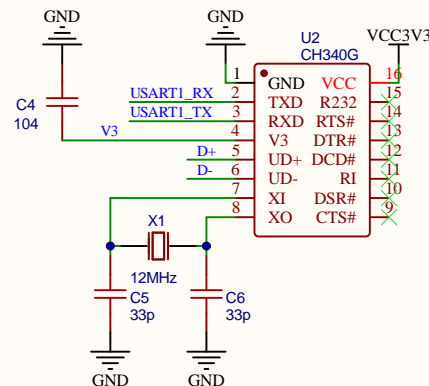 GND
GND
U2
CH340G
VCC3V3
C4
104
USART1_RX
USART1_TX
V3
D+
D-
1
2
3
4
5
6
7
8
GND
TXD
RXD
V3
UD+
UD-
XI
XO
VCC
R232
RTS#
DTR#
DCD#
RI
DSR#
CTS#
16
15
14
13
12
11
10
9
X1
12MHz
C5
33p
C6
33p
GND
GND